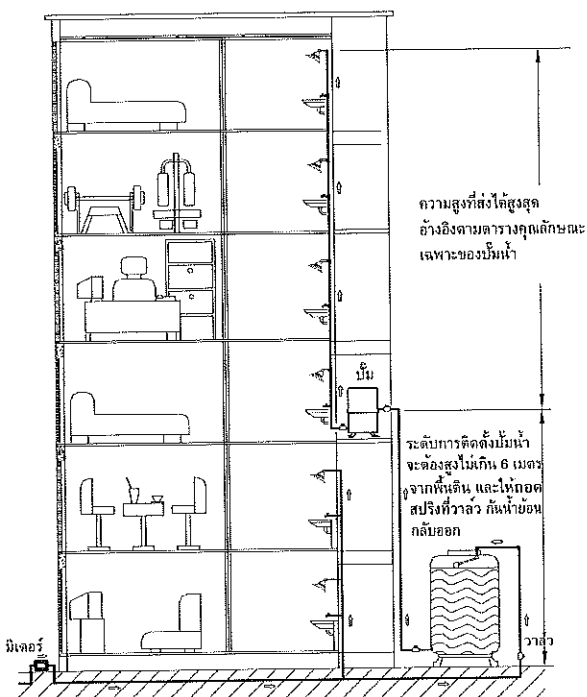 ความสูงที่ส่งได้สูงสุด
อ้างอิงตามตารางคุณลักษณะ
เฉพาะของปั๊มน้ำ
ปั๊ม
ระดับการติดตั้งปั๊มน้ำ
จะต้องสูงไม่เกิน 6 เมตร
จากพื้นดิน และให้ถอด
สปริงที่วาล์ว กันน้ำย้อน
กลับออก
มิเตอร์
วาล์ว